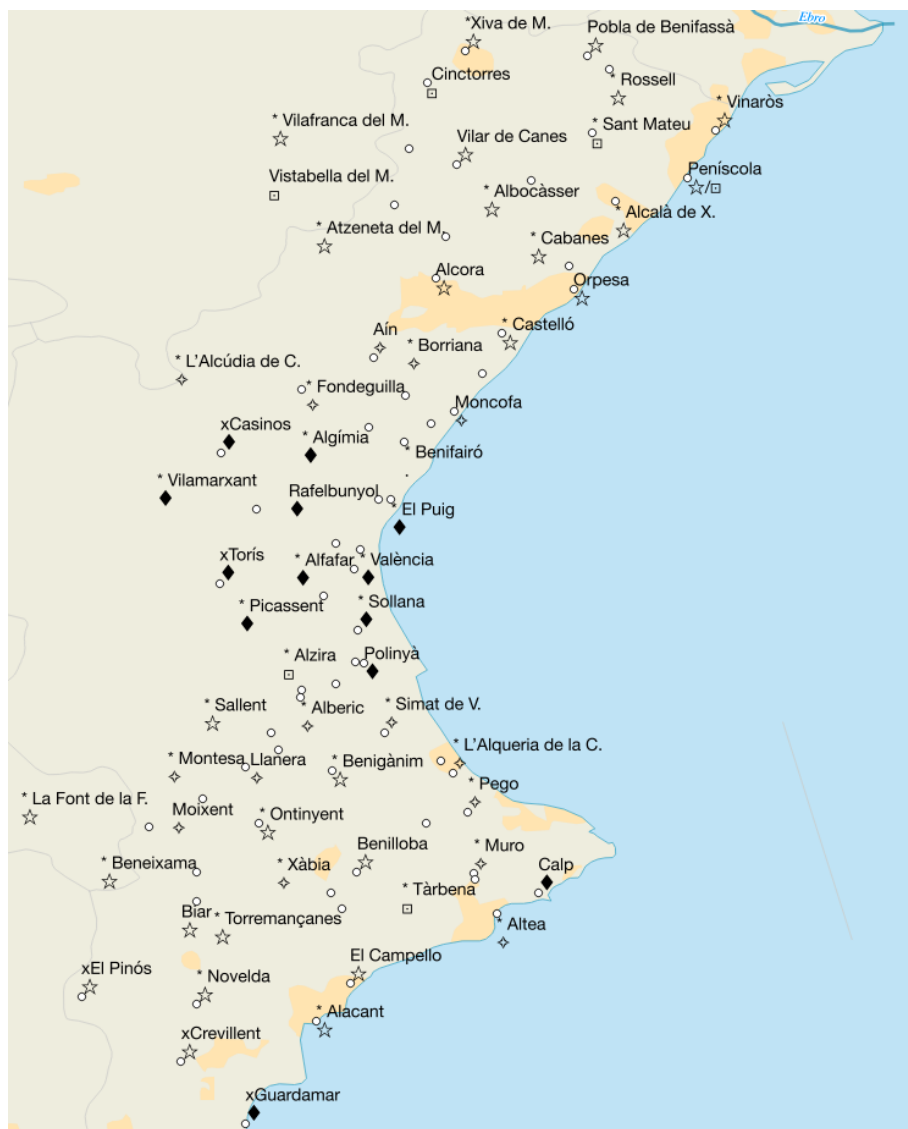 Ebro
*Xiva de M.
Pobla de Benifassà
Cinctorres
* Rossell
* Vinaròs
* Vilafranca del M.
* Sant Mateu
Vilar de Canes
Peníscola
/
Vistabella del M.
* Albocàsser
* Alcalà de X.
* Atzeneta del M.
* Cabanes
Alcora
Orpesa
* Castelló
Aín
* Borriana
* L'Alcúdia de C.
* Fondeguilla
Moncofa
xCasinos
* Algímia
* Benifairó
* Vilamarxant
Rafelbunyol
* El Puig
xTorís
* Alfafar
* València
* Picassent
* Sollana
* Alzira
Polinyà
* Sallent
* Alberic
* Simat de V.
* L'Alqueria de la C.
* Montesa
Llanera
* Benigànim
* Pego
* La Font de la F.
Moixent
* Ontinyent
* Beneixama
* Xàbia
Benilloba
* Muro
Calp
* Tàrbena
Biar
* Torremançanes
* Altea
El Campello
xEl Pinós
* Novelda
* Alacant
xCrevillent
xGuardamar